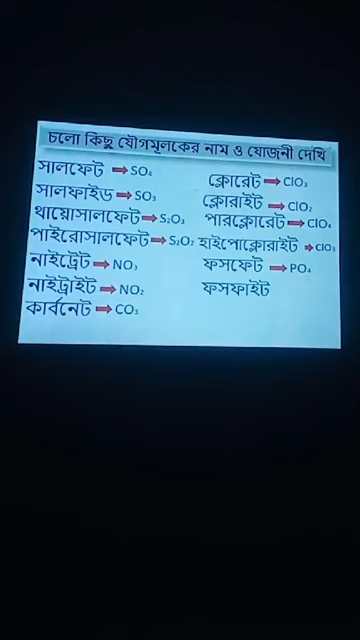 চলো কিছু যৌগমূলকের নাম ও যোজনী দেখি
সালফেট ➡ SO₄
সালফাইড ➡ SO₃
থায়োসালফেট ➡ S₂O₃
পাইরোসালফেট ➡ S₂O₇
নাইট্রেট ➡ NO₃
নাইট্রাইট ➡ NO₂
কার্বনেট ➡ CO₃
ক্লোরেট ➡ ClO₃
ক্লোরাইট ➡ ClO₂
পারক্লোরেট ➡ ClO₄
হাইপোক্লোরাইট ➡ ClO₃
ফসফেট ➡ PO₄
ফসফাইট